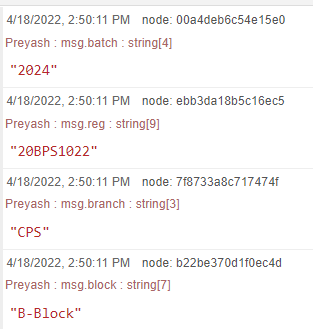 4/18/2022, 2:50:11 PM node: 00a4deb6c54e15e0
Preyash : msg.batch : string[4]
"2024"
4/18/2022, 2:50:11 PM node: ebb3da18b5c16ec5
Preyash : msg.reg : string[9]
"20BPS1022"
4/18/2022, 2:50:11 PM node: 7f8733a8c717474f
Preyash : msg.branch : string[3]
"CPS"
4/18/2022, 2:50:11 PM node: b22be370d1f0ec4d
Preyash : msg.block : string[7]
"B-Block"